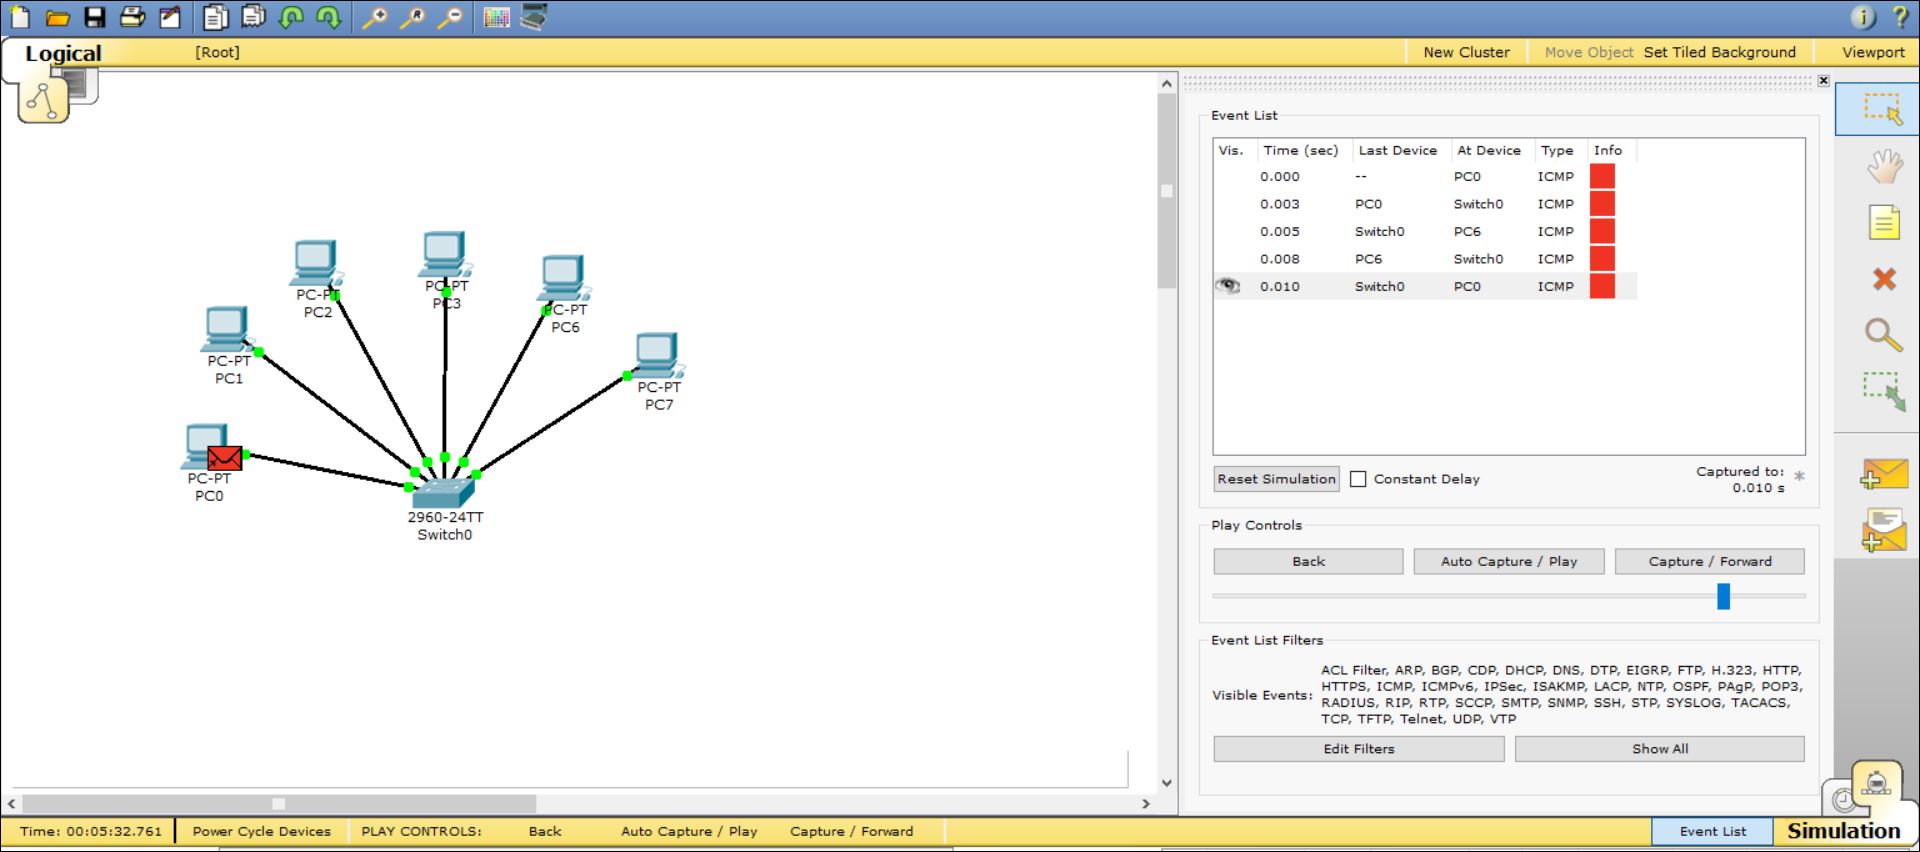 Logical
[Root]
New Cluster
Move Object
Set Tiled Background
Viewport
PC-PT
PC3
PC-PT
PC2
PC-PT
PC6
PC-PT
PC1
PC-PT
PC7
PC-PT
PC0
2960-24TT
Switch0
Event List
Vis. Time (sec) Last Device At Device Type Info
0.000 -- PC0 ICMP
0.003 PC0 Switch0 ICMP
0.005 Switch0 PC6 ICMP
0.008 PC6 Switch0 ICMP
0.010 Switch0 PC0 ICMP
Reset Simulation
Constant Delay
Captured to: *
0.010 s
Play Controls
Back
Auto Capture / Play
Capture / Forward
Event List Filters
Visible Events:
ACL Filter, ARP, BGP, CDP, DHCP, DNS, DTP, EIGRP, FTP, H.323, HTTP,
HTTPS, ICMP, ICMPv6, IPSec, ISAKMP, LACP, NTP, OSPF, PAgP, POP3,
RADIUS, RIP, RTP, SCCP, SMTP, SNMP, SSH, STP, SYSLOG, TACACS,
TCP, TFTP, Telnet, UDP, VTP
Edit Filters
Show All
Time: 00:05:32.761
Power Cycle Devices
PLAY CONTROLS:
Back
Auto Capture / Play
Capture / Forward
Event List
Simulation